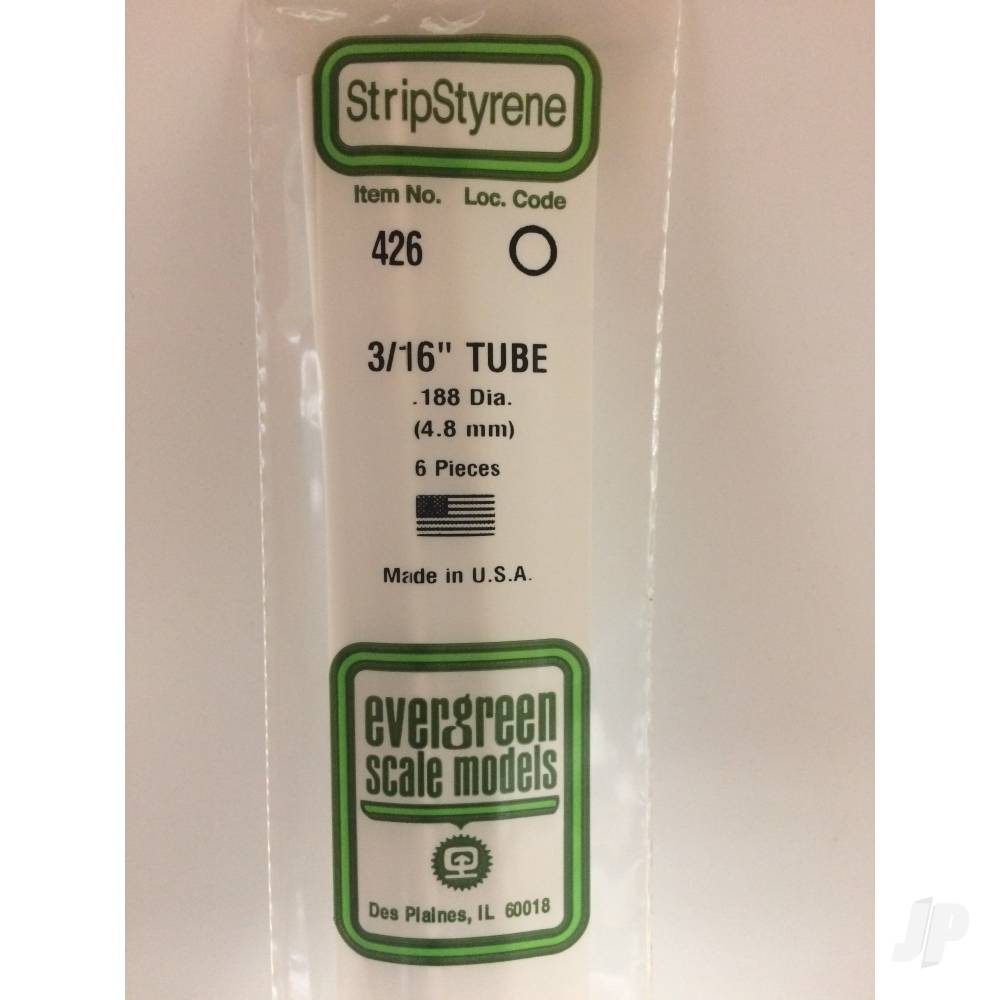 StripStyrene
Item No. Loc. Code
426
3/16" TUBE
.188 Dia.
(4.8 mm)
6 Pieces
Made in U.S.A.
evergreen
scale models
Des Plaines, IL 60018
JP